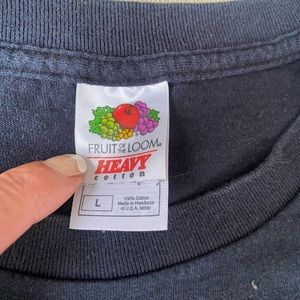 FRUIT OF THE LOOM®
HEAVY
cotton
L
100% Cotton
Made in Honduras
of U.S.A. fabric